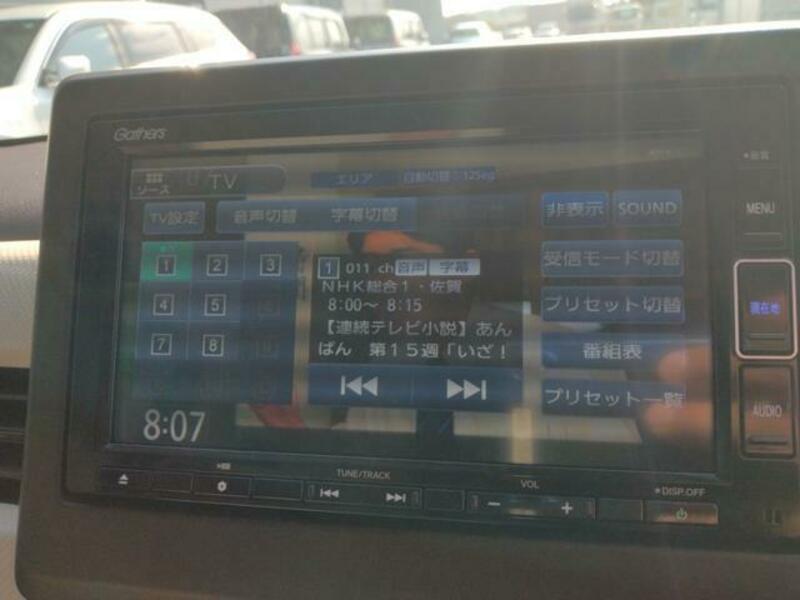 Gathers
ソース TV エリア 自動切替:12Seg
TV設定 音声切替 字幕切替 非表示 SOUND
MENU
1 2 3
1 011 ch 音声 字幕
受信モード切替
NHK総合1・佐賀
4 5
8:00～ 8:15
プリセット切替
現在地
【連続テレビ小説】あん
ぱん 第15週「いざ！
7 8
番組表
プリセット一覧
AUDIO
8:07
TUNE/TRACK
VOL
DISP.OFF